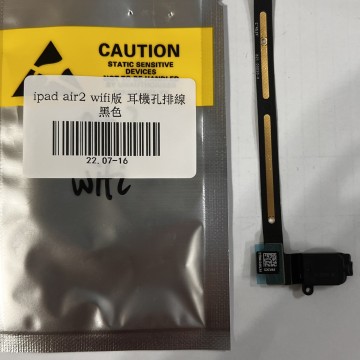 CAUTION
STATIC SENSITIVE
DEVICES
ipad air2 wifi版 耳機孔排線
黑色
22.07-16